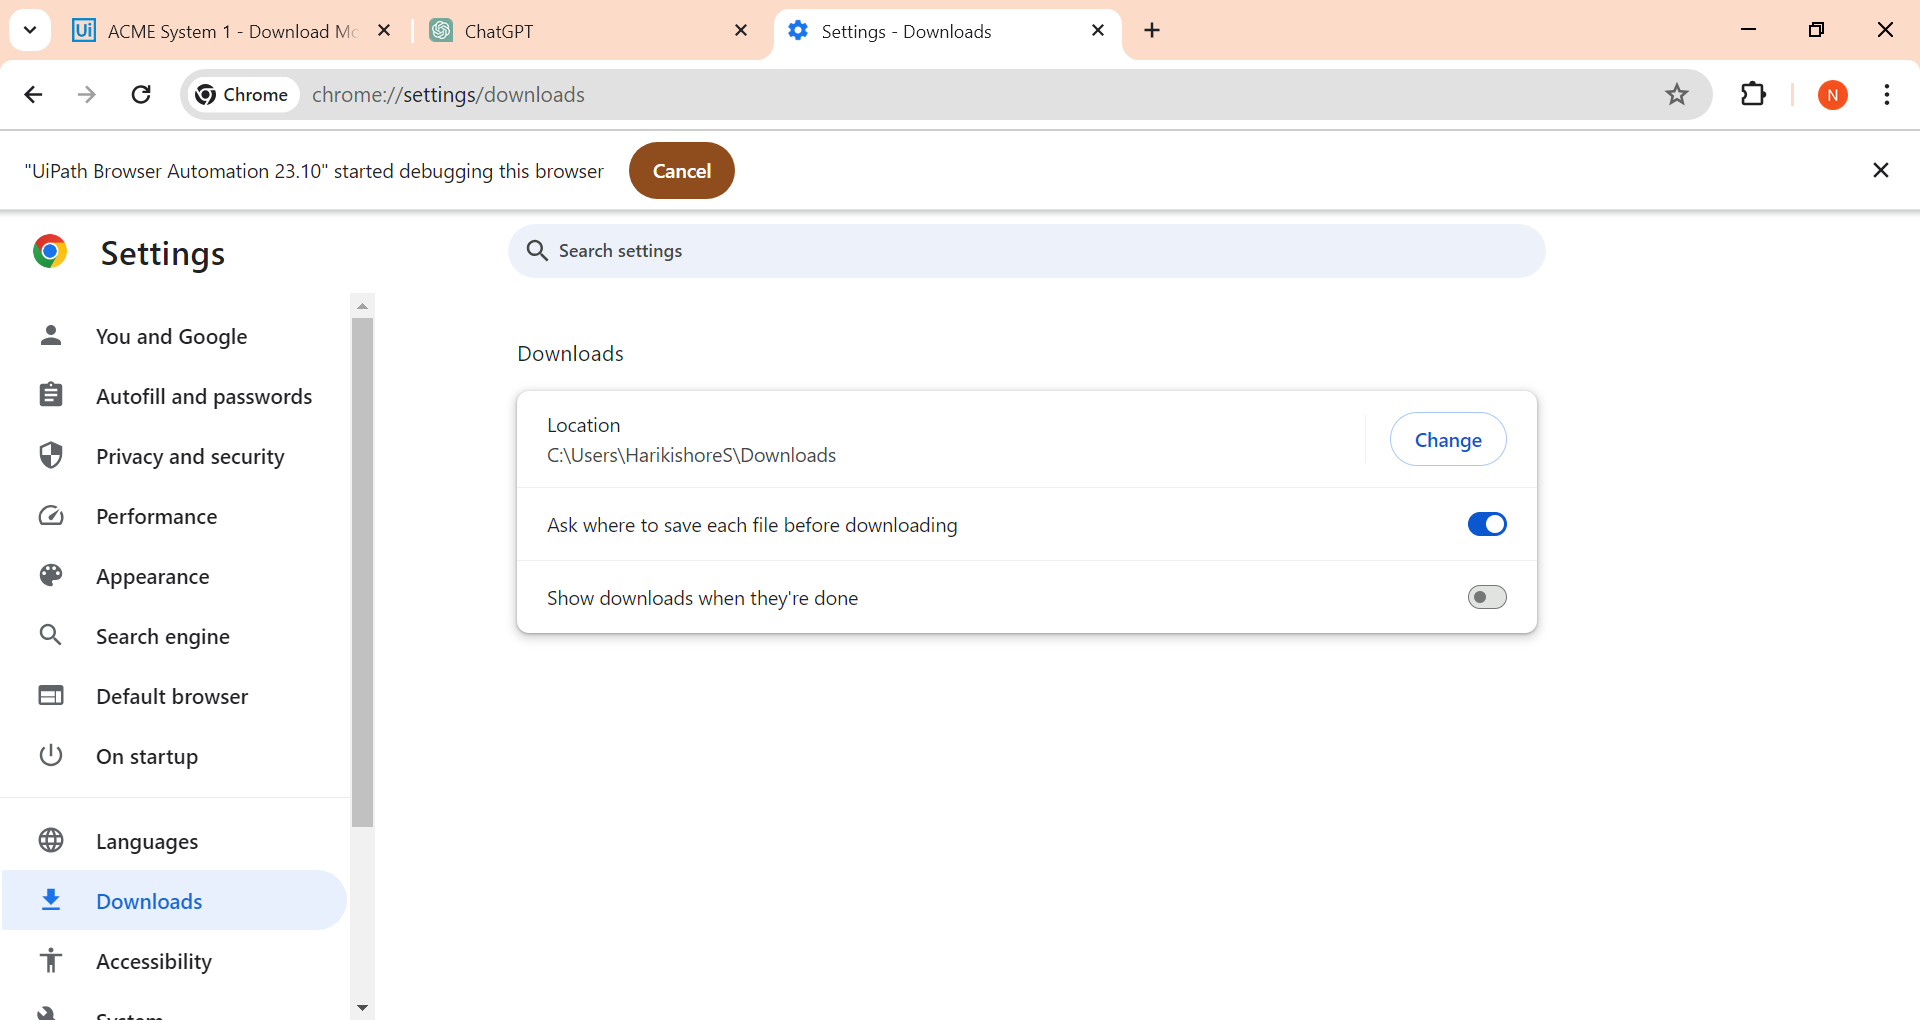 Ui ACME System 1 - Download Mo
ChatGPT
Settings - Downloads
Chrome
chrome://settings/downloads
N
"UiPath Browser Automation 23.10" started debugging this browser
Cancel
Settings
Search settings
You and Google
Autofill and passwords
Privacy and security
Performance
Appearance
Search engine
Default browser
On startup
Languages
Downloads
Accessibility
System
Downloads
Location
C:\Users\HarikishoreS\Downloads
Change
Ask where to save each file before downloading
Show downloads when they're done